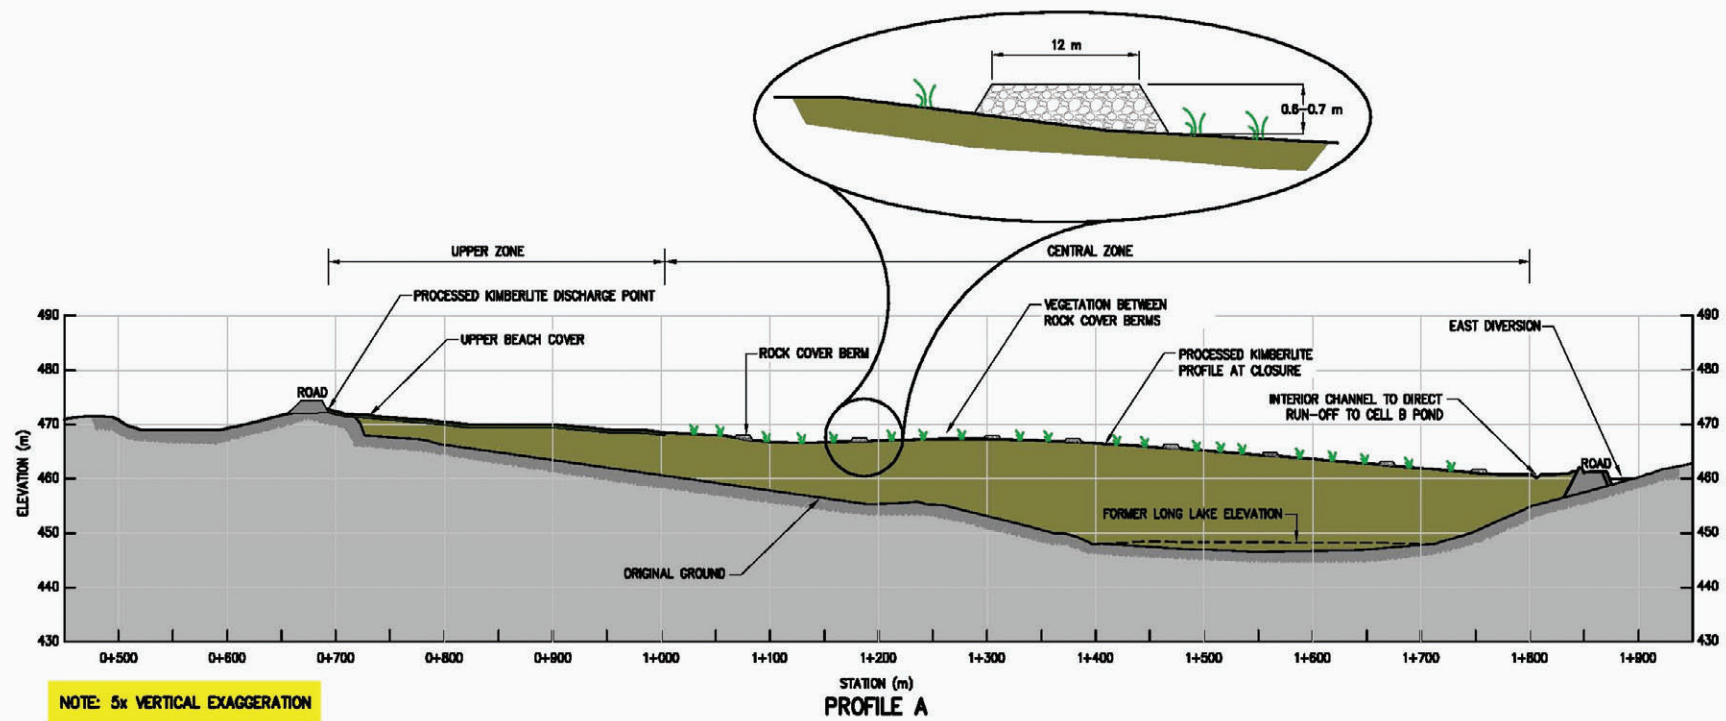 12 m
0.6-0.7 m
UPPER ZONE
CENTRAL ZONE
PROCESSED KIMBERLITE DISCHARGE POINT
UPPER BEACH COVER
ROAD
ROCK COVER BERM
VEGETATION BETWEEN
ROCK COVER BERMS
PROCESSED KIMBERLITE
PROFILE AT CLOSURE
EAST DIVERSION
INTERIOR CHANNEL TO DIRECT
RUN-OFF TO CELL B POND
ROAD
FORMER LONG LAKE ELEVATION
ORIGINAL GROUND
ELEVATION (m)
490
480
470
460
450
440
430
490
480
470
460
450
440
430
0+500 0+600 0+700 0+800 0+900 1+000 1+100 1+200 1+300 1+400 1+500 1+600 1+700 1+800 1+900
STATION (m)
PROFILE A
NOTE: 5x VERTICAL EXAGGERATION